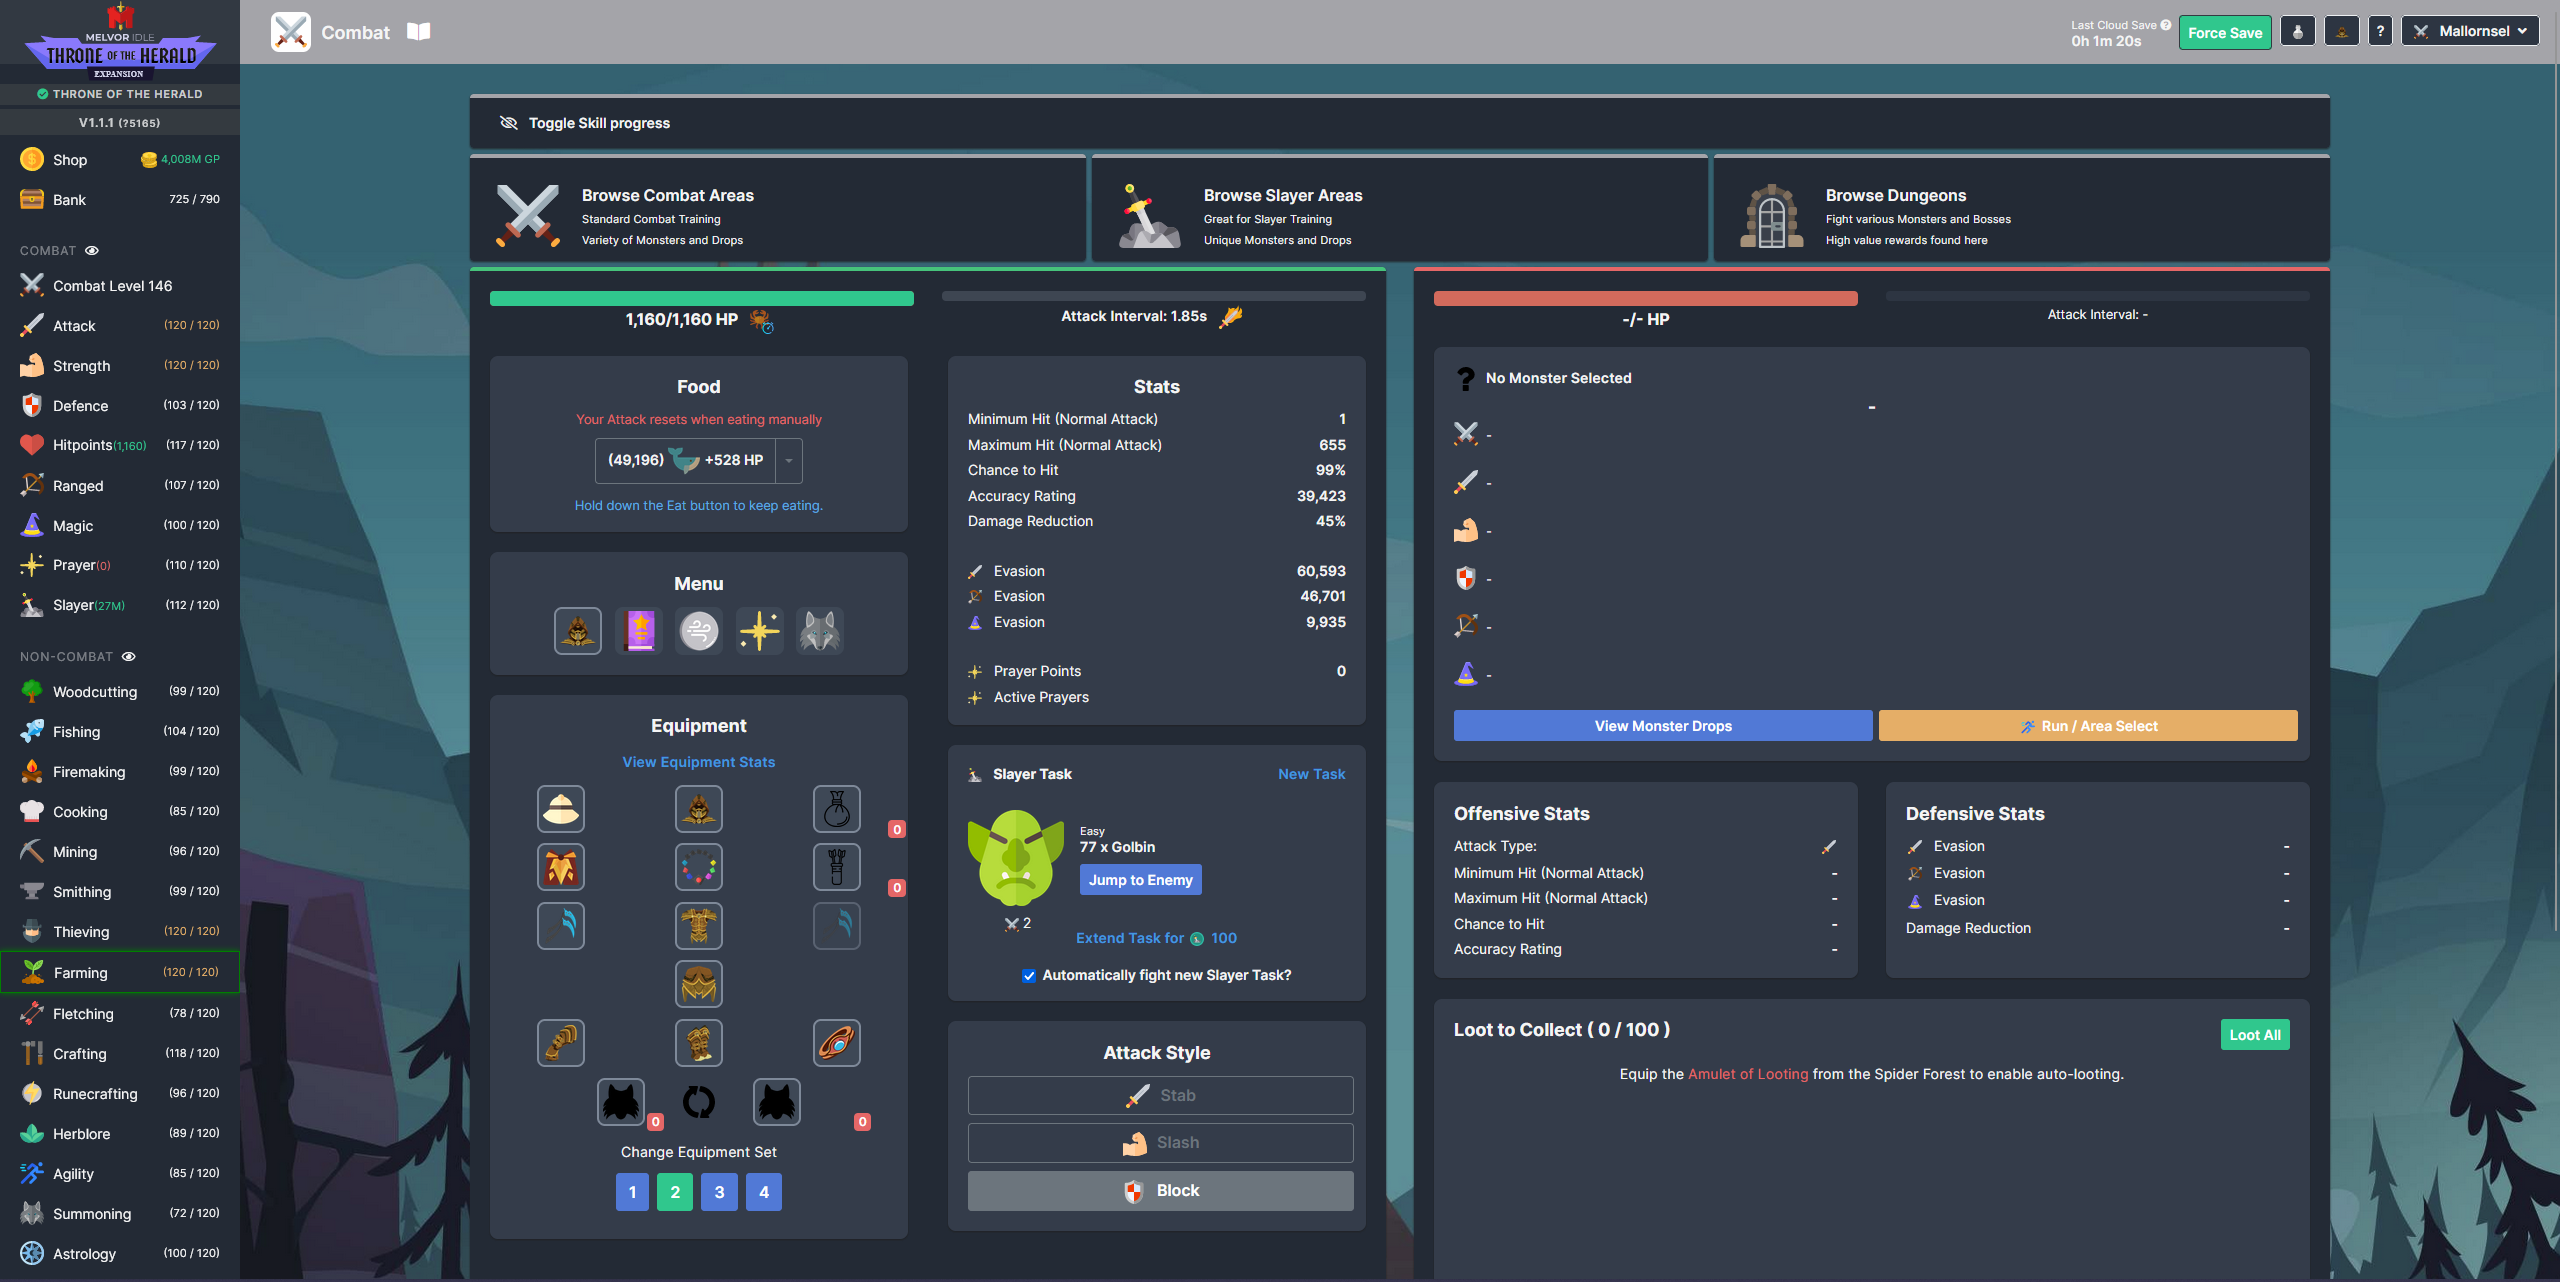 MELVOR IDLE
THRONE OF THE HERALD
EXPANSION
THRONE OF THE HERALD
V1.1.1 (?5165)
Shop 4,008M GP
Bank 725 / 790
COMBAT
Combat Level 146
Attack (120 / 120)
Strength (120 / 120)
Defence (103 / 120)
Hitpoints(1,160) (117 / 120)
Ranged (107 / 120)
Magic (100 / 120)
Prayer(0) (110 / 120)
Slayer(27M) (112 / 120)
NON-COMBAT
Woodcutting (99 / 120)
Fishing (104 / 120)
Firemaking (99 / 120)
Cooking (85 / 120)
Mining (96 / 120)
Smithing (99 / 120)
Thieving (120 / 120)
Farming (120 / 120)
Fletching (78 / 120)
Crafting (118 / 120)
Runecrafting (96 / 120)
Herblore (89 / 120)
Agility (85 / 120)
Summoning (72 / 120)
Astrology (100 / 120)
Combat
Last Cloud Save ?
0h 1m 20s
Force Save
?
Mallornsel
Toggle Skill progress
Browse Combat Areas
Standard Combat Training
Variety of Monsters and Drops
Browse Slayer Areas
Great for Slayer Training
Unique Monsters and Drops
Browse Dungeons
Fight various Monsters and Bosses
High value rewards found here
1,160/1,160 HP
Attack Interval: 1.85s
Food
Your Attack resets when eating manually
(49,196) +528 HP
Hold down the Eat button to keep eating.
Menu
Equipment
View Equipment Stats
0
0
0
0
Change Equipment Set
1 2 3 4
Stats
Minimum Hit (Normal Attack) 1
Maximum Hit (Normal Attack) 655
Chance to Hit 99%
Accuracy Rating 39,423
Damage Reduction 45%
Evasion 60,593
Evasion 46,701
Evasion 9,935
Prayer Points 0
Active Prayers
Slayer Task New Task
Easy
77 x Golbin
Jump to Enemy
2
Extend Task for 100
Automatically fight new Slayer Task?
Attack Style
Stab
Slash
Block
-/- HP
Attack Interval: -
? No Monster Selected
-
-
-
-
-
-
-
View Monster Drops
Run / Area Select
Offensive Stats
Attack Type:
Minimum Hit (Normal Attack) -
Maximum Hit (Normal Attack) -
Chance to Hit -
Accuracy Rating -
Defensive Stats
Evasion -
Evasion -
Evasion -
Damage Reduction -
Loot to Collect ( 0 / 100 )
Loot All
Equip the Amulet of Looting from the Spider Forest to enable auto-looting.